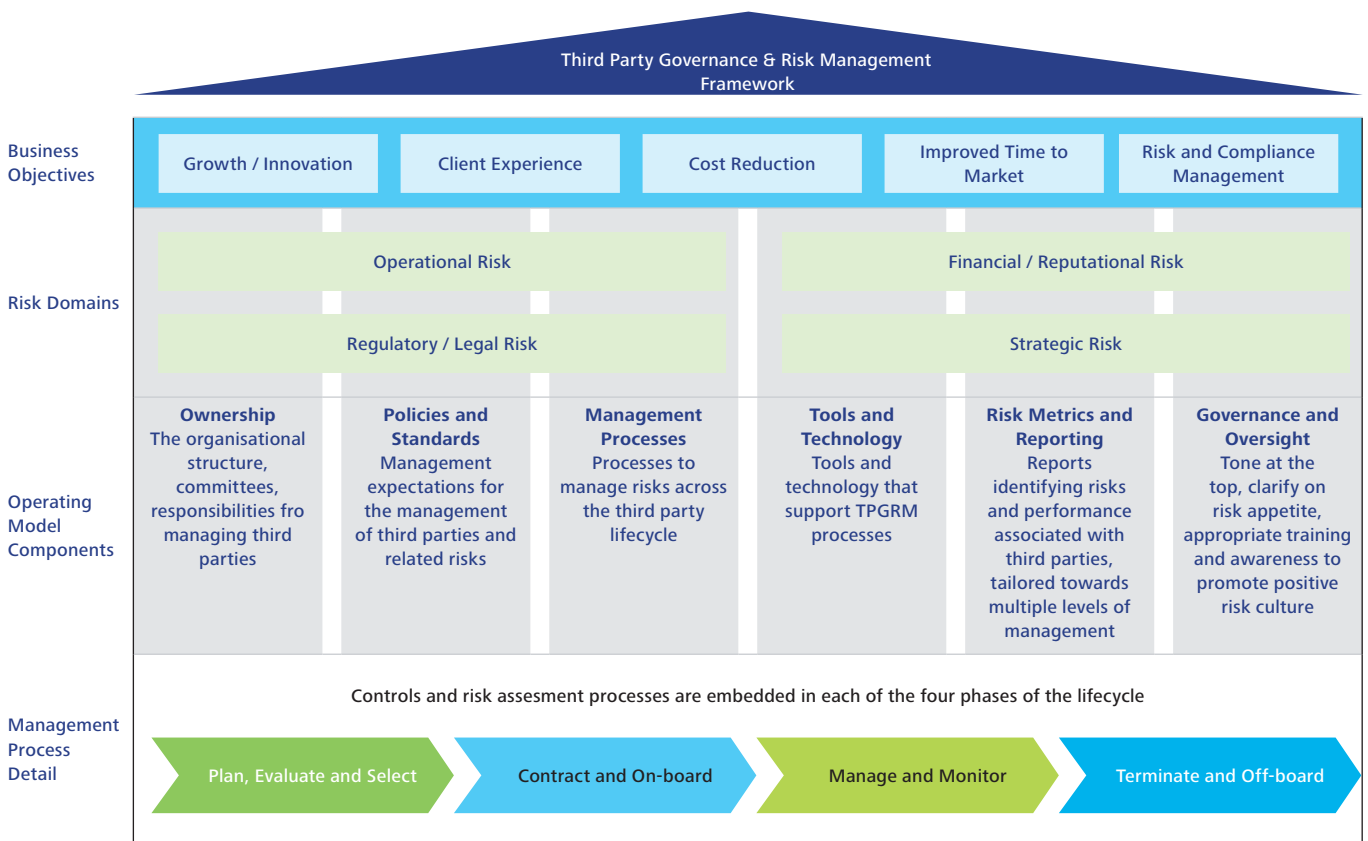 Third Party Governance & Risk Management
Framework
Business
Objectives
Growth / Innovation
Client Experience
Cost Reduction
Improved Time to
Market
Risk and Compliance
Management
Risk Domains
Operational Risk
Financial / Reputational Risk
Regulatory / Legal Risk
Strategic Risk
Operating
Model
Components
Ownership
The organisational
structure,
committees,
responsibilities fro
managing third
parties
Policies and
Standards
Management
expectations for
the management
of third parties and
related risks
Management
Processes
Processes to
manage risks across
the third party
lifecycle
Tools and
Technology
Tools and
technology that
support TPGRM
processes
Risk Metrics and
Reporting
Reports
identifying risks
and performance
associated with
third parties,
tailored towards
multiple levels of
management
Governance and
Oversight
Tone at the
top, clarify on
risk appetite,
appropriate training
and awareness to
promote positive
risk culture
Management
Process
Detail
Controls and risk assesment processes are embedded in each of the four phases of the lifecycle
Plan, Evaluate and Select
Contract and On-board
Manage and Monitor
Terminate and Off-board